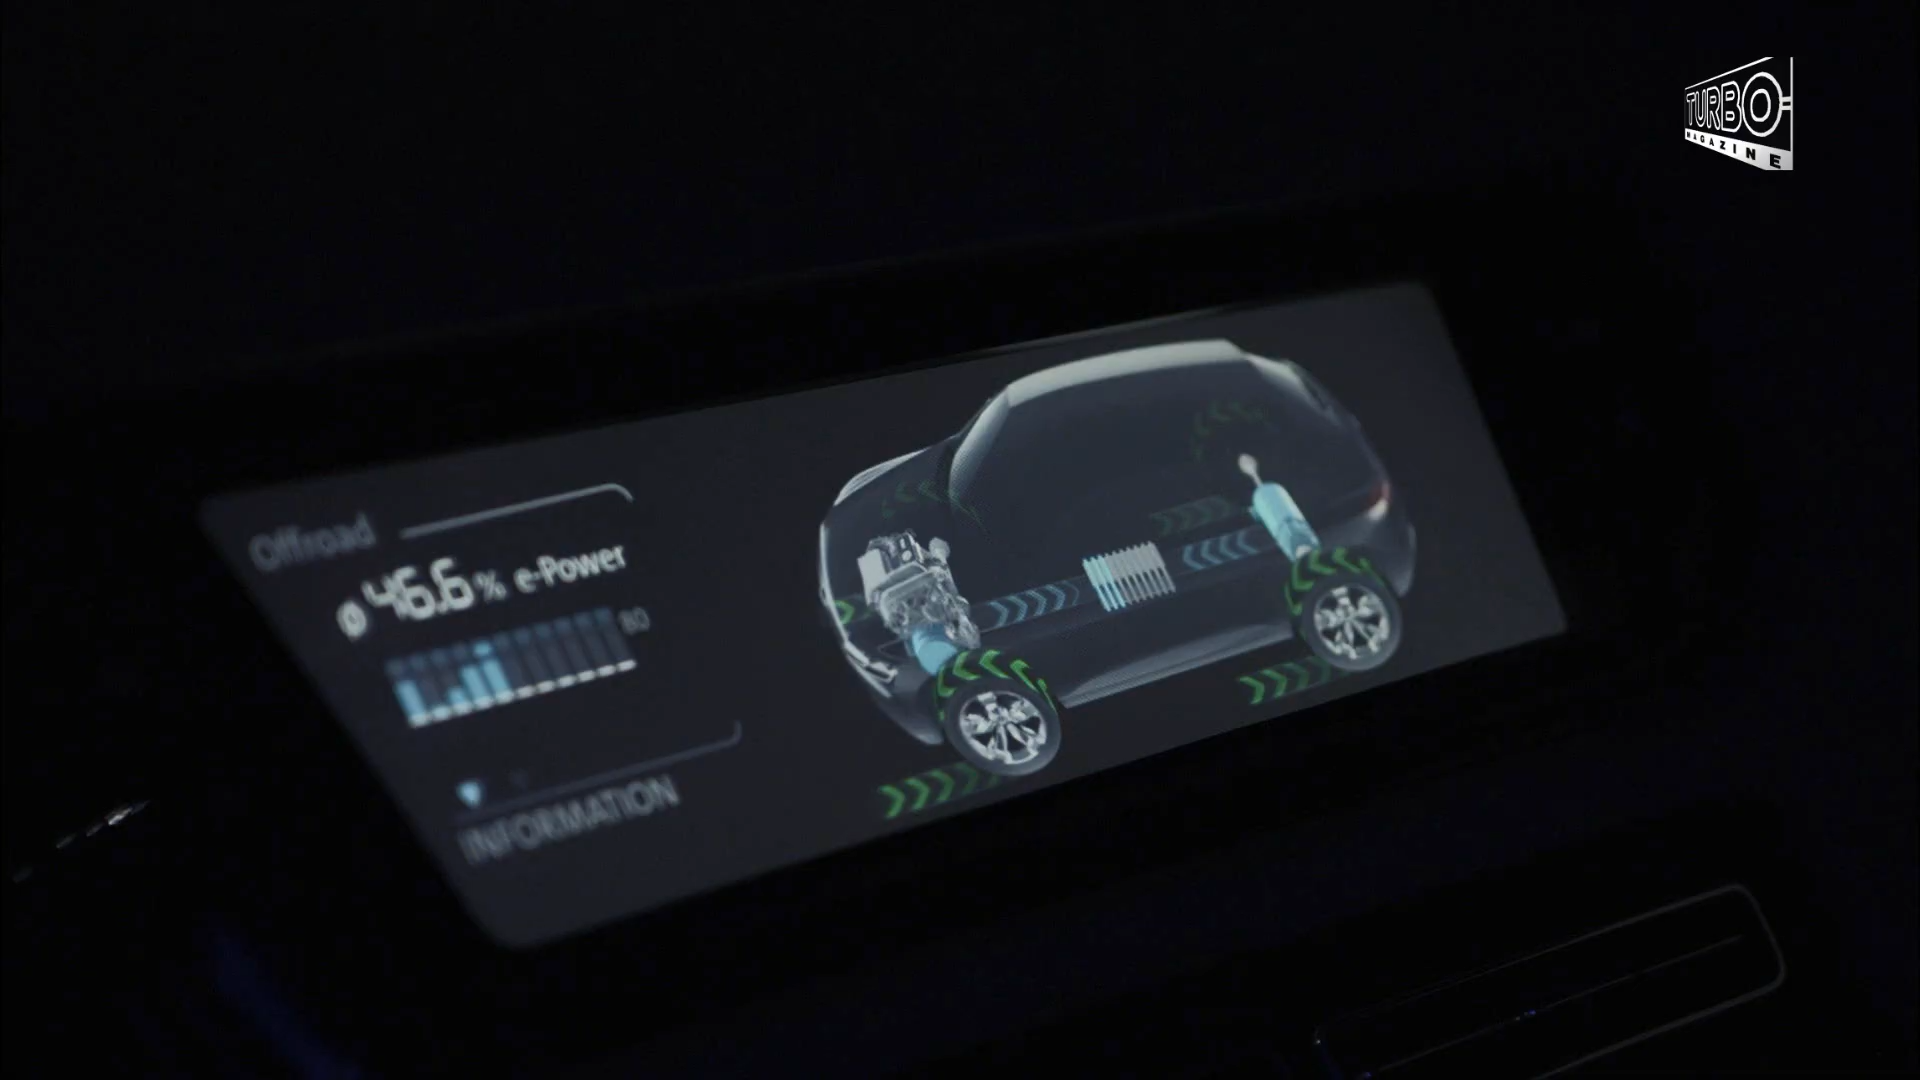 TURBO
MAGAZINE
Offroad
46.6% e-Power
80
INFORMATION